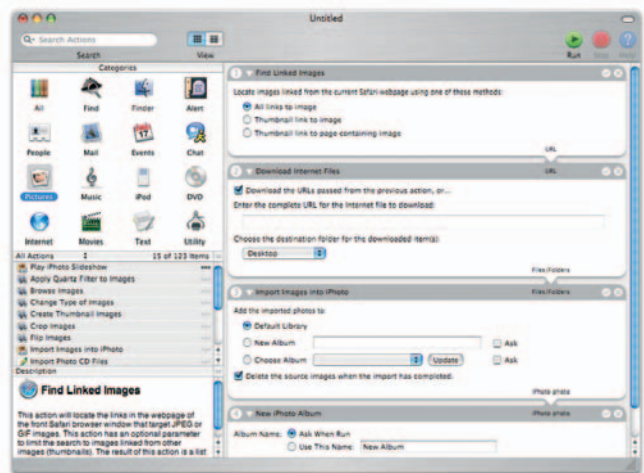 Untitled
Search Actions
Search
View
Run
Stop
Help
Categories
All
Find
Finder
Alert
People
Mail
Events
Chat
Pictures
Music
iPod
DVD
Internet
Movies
Text
Utility
All Actions
15 of 123 items
Play iPhoto Slideshow
Apply Quartz Filter to Images
Browse Images
Change Type of Images
Create Thumbnail Images
Crop Images
Flip Images
Import Images into iPhoto
Import Photo CD Files
Description
Find Linked Images
This action will locate the links in the webpage of
the front Safari browser window that target JPEG or
GIF images. This action has an optional parameter
to limit the search to images linked from other
images (thumbnails). The result of this action is a list
Find Linked Images
Locate images linked from the current Safari webpage using one of these methods:
All links to image
Thumbnail link to image
Thumbnail link to page containing image
URL
Download Internet Files
URL
Download the URLs passed from the previous action, or...
Enter the complete URL for the Internet file to download:
Choose the destination folder for the downloaded item(s):
Desktop
Files/Folders
Import Images into iPhoto
Files/Folders
Add the imported photos to:
Default Library
New Album
Ask
Choose Album
Update
Ask
Delete the source images when the import has completed.
iPhoto photo
New iPhoto Album
iPhoto photo
Album Name:
Ask When Run
Use This Name:
New Album